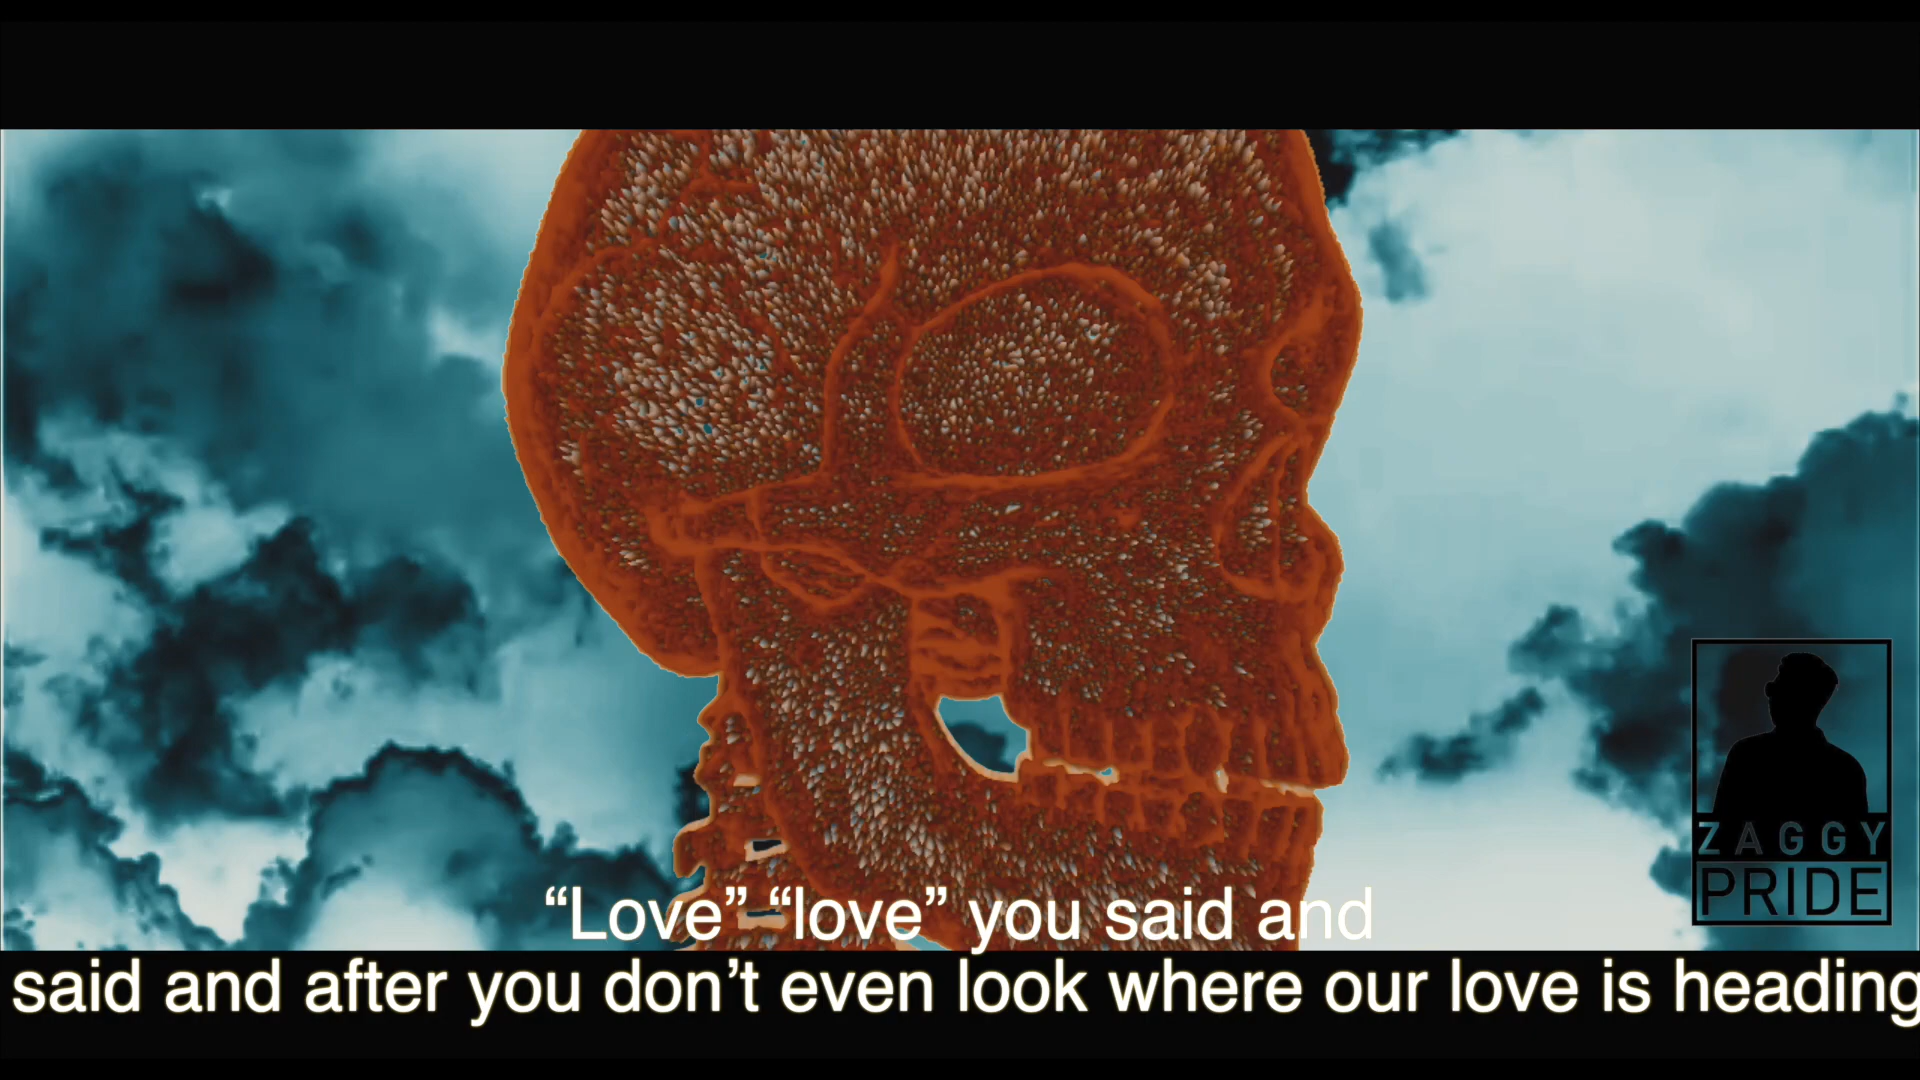 ZAGGY
PRIDE
“Love” “love” you said and
said and after you don’t even look where our love is heading